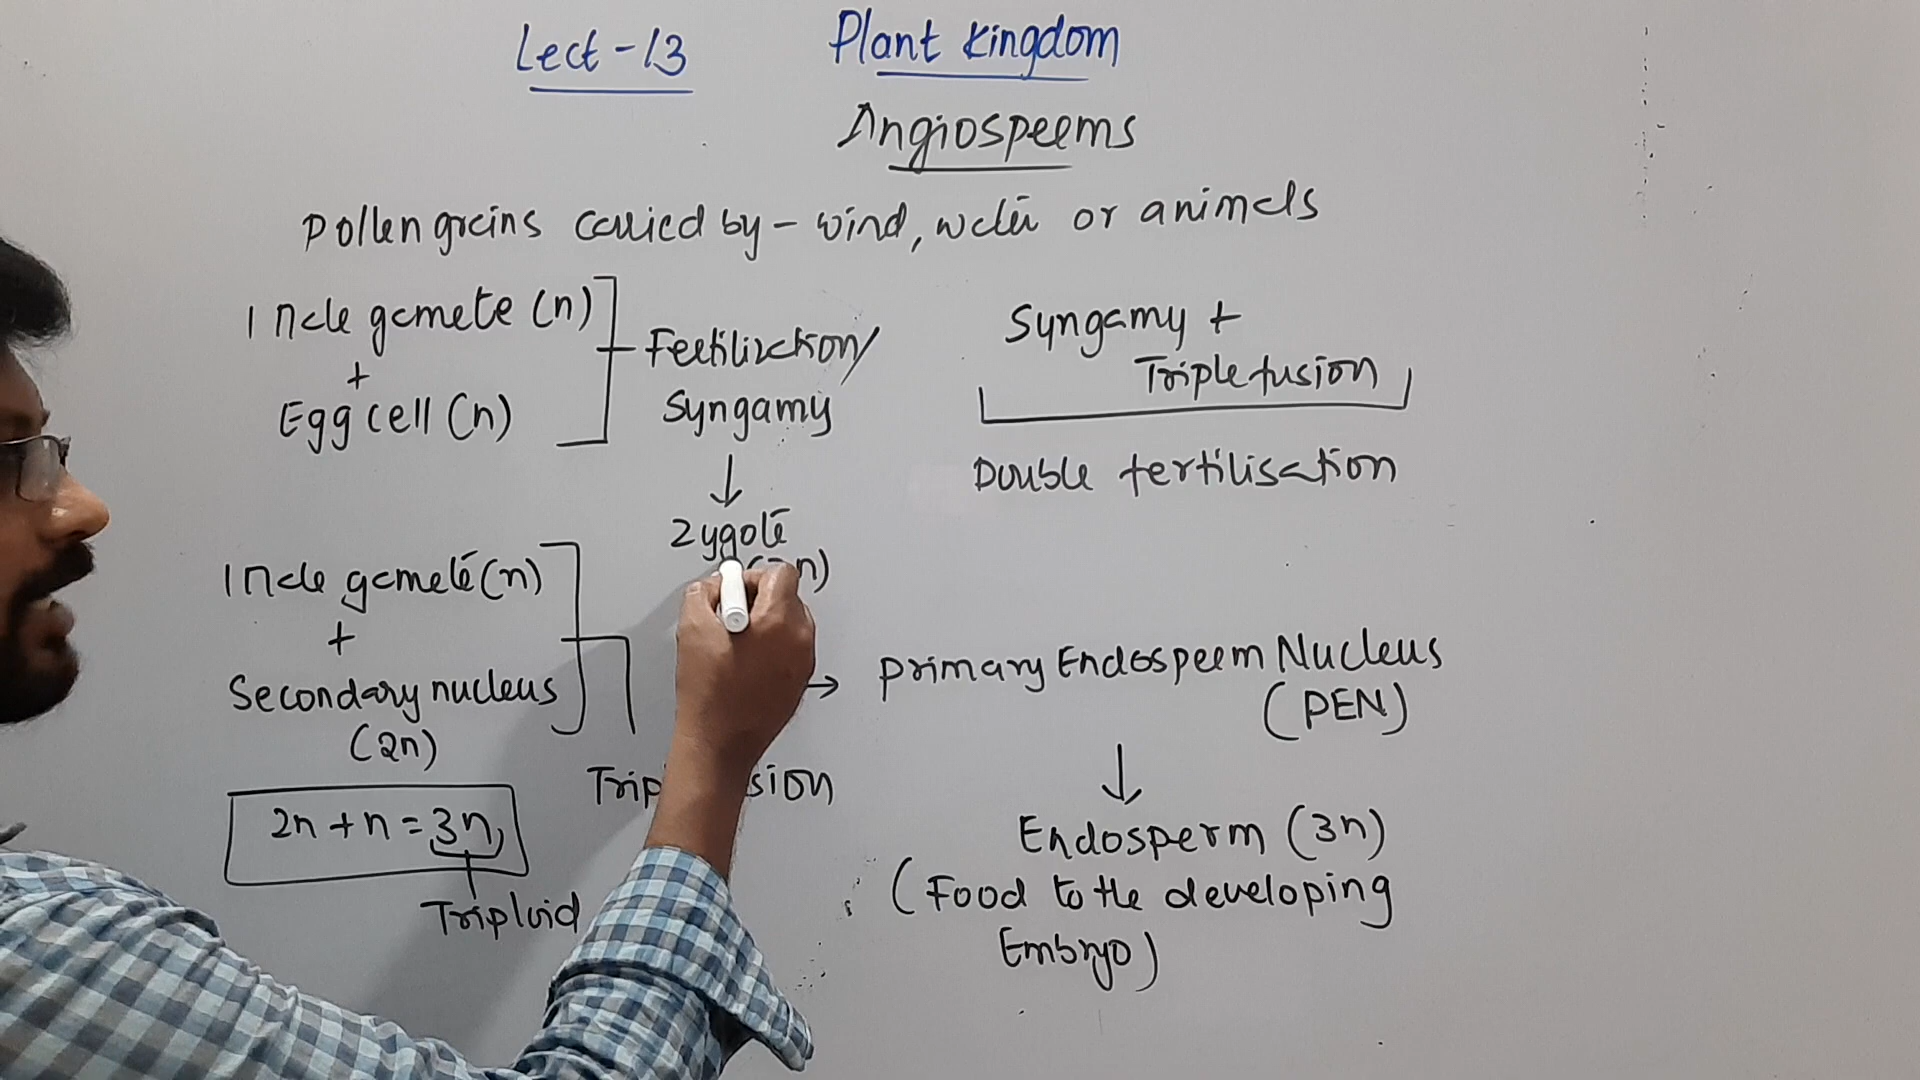 Lect - 13
Plant Kingdom
Angiosperms
Pollen grains carried by - wind, water or animals
1 male gamete (n)
+
Egg cell (n)
Fertilization/
Syngamy
Zygote
Syngamy +
Triple fusion
Double fertilisation
1 male gamete (n)
+
Secondary nucleus
(2n)
2n + n = 3n
Triploid
Primary Endosperm Nucleus
(PEN)
Endosperm (3n)
(Food to the developing
Embryo)